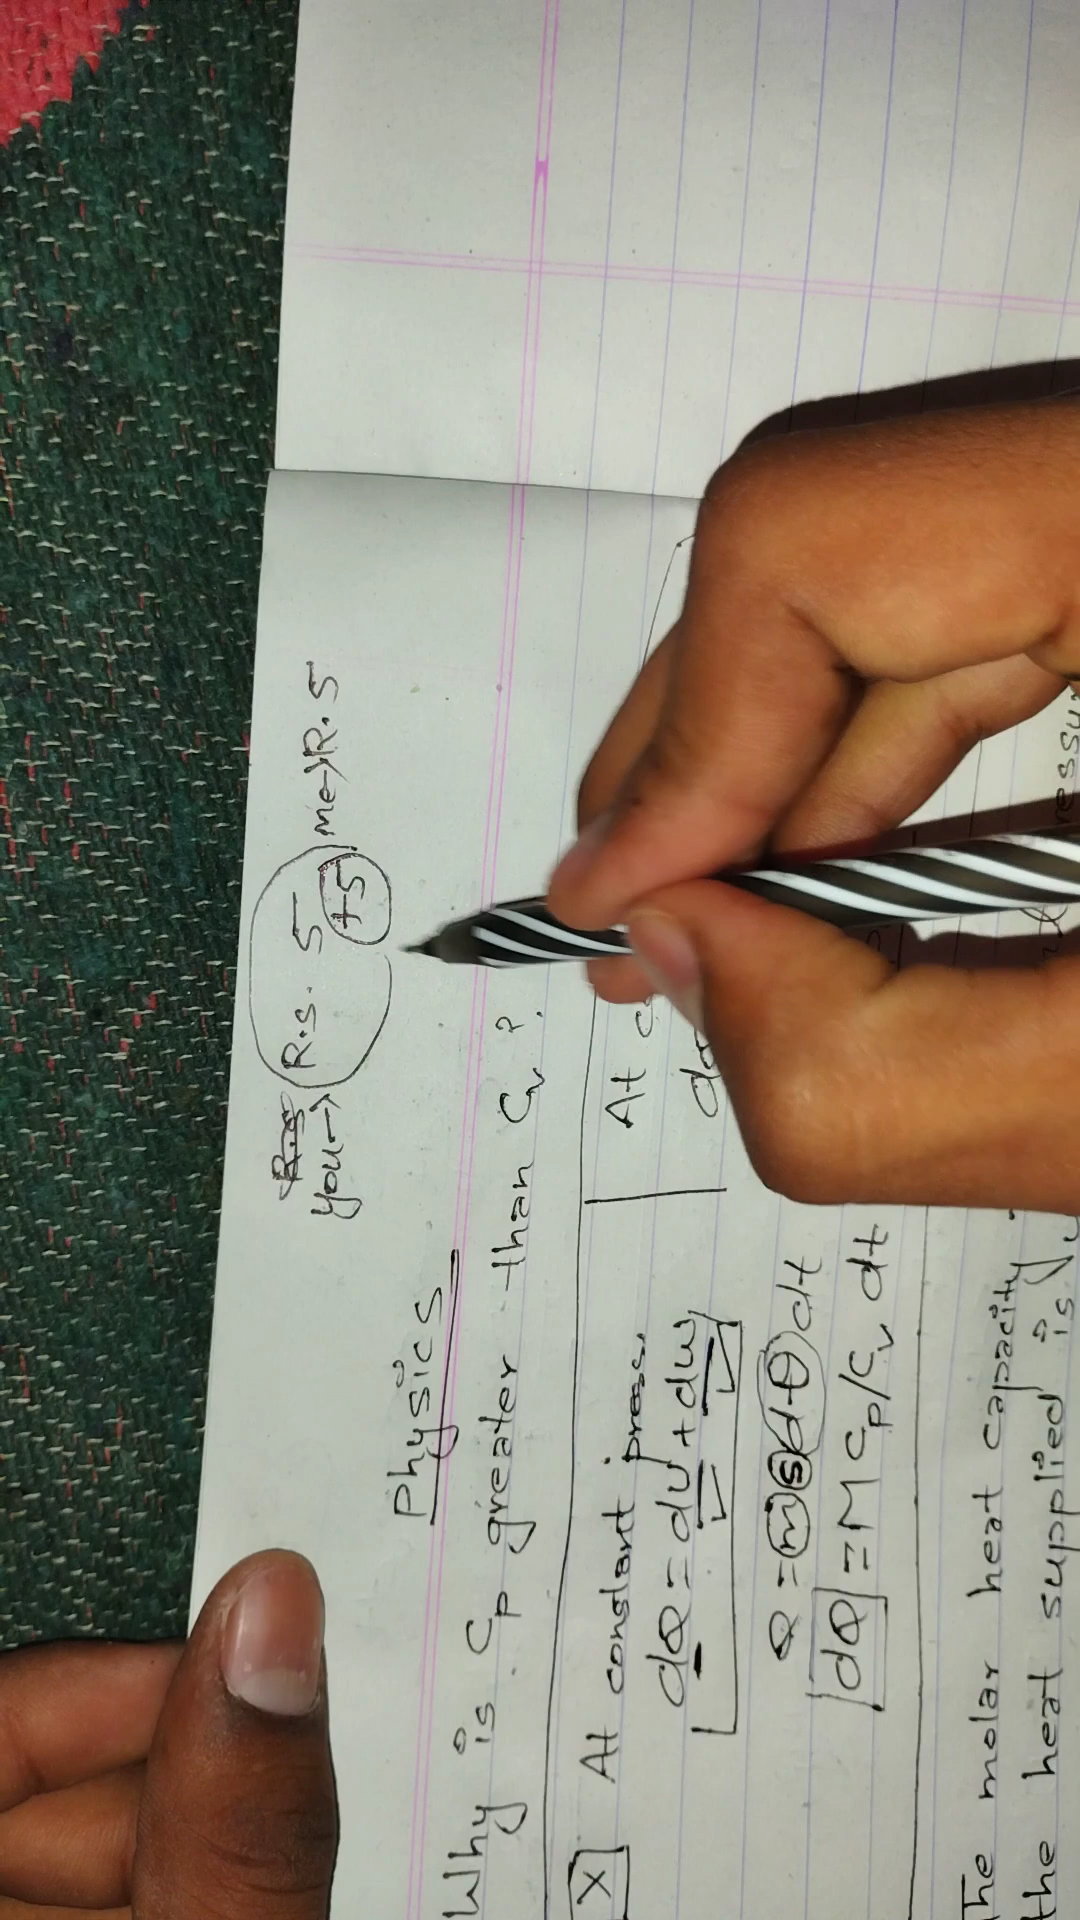 you→ R.s. 5 me→R.5
+5
Physics
Why is Cp greater than Cv ?
X At constant press. At
dQ = du + dw
Q = m s dθ dt
dQ = M Cp/Cv dt
The molar heat capacity
the heat supplied is